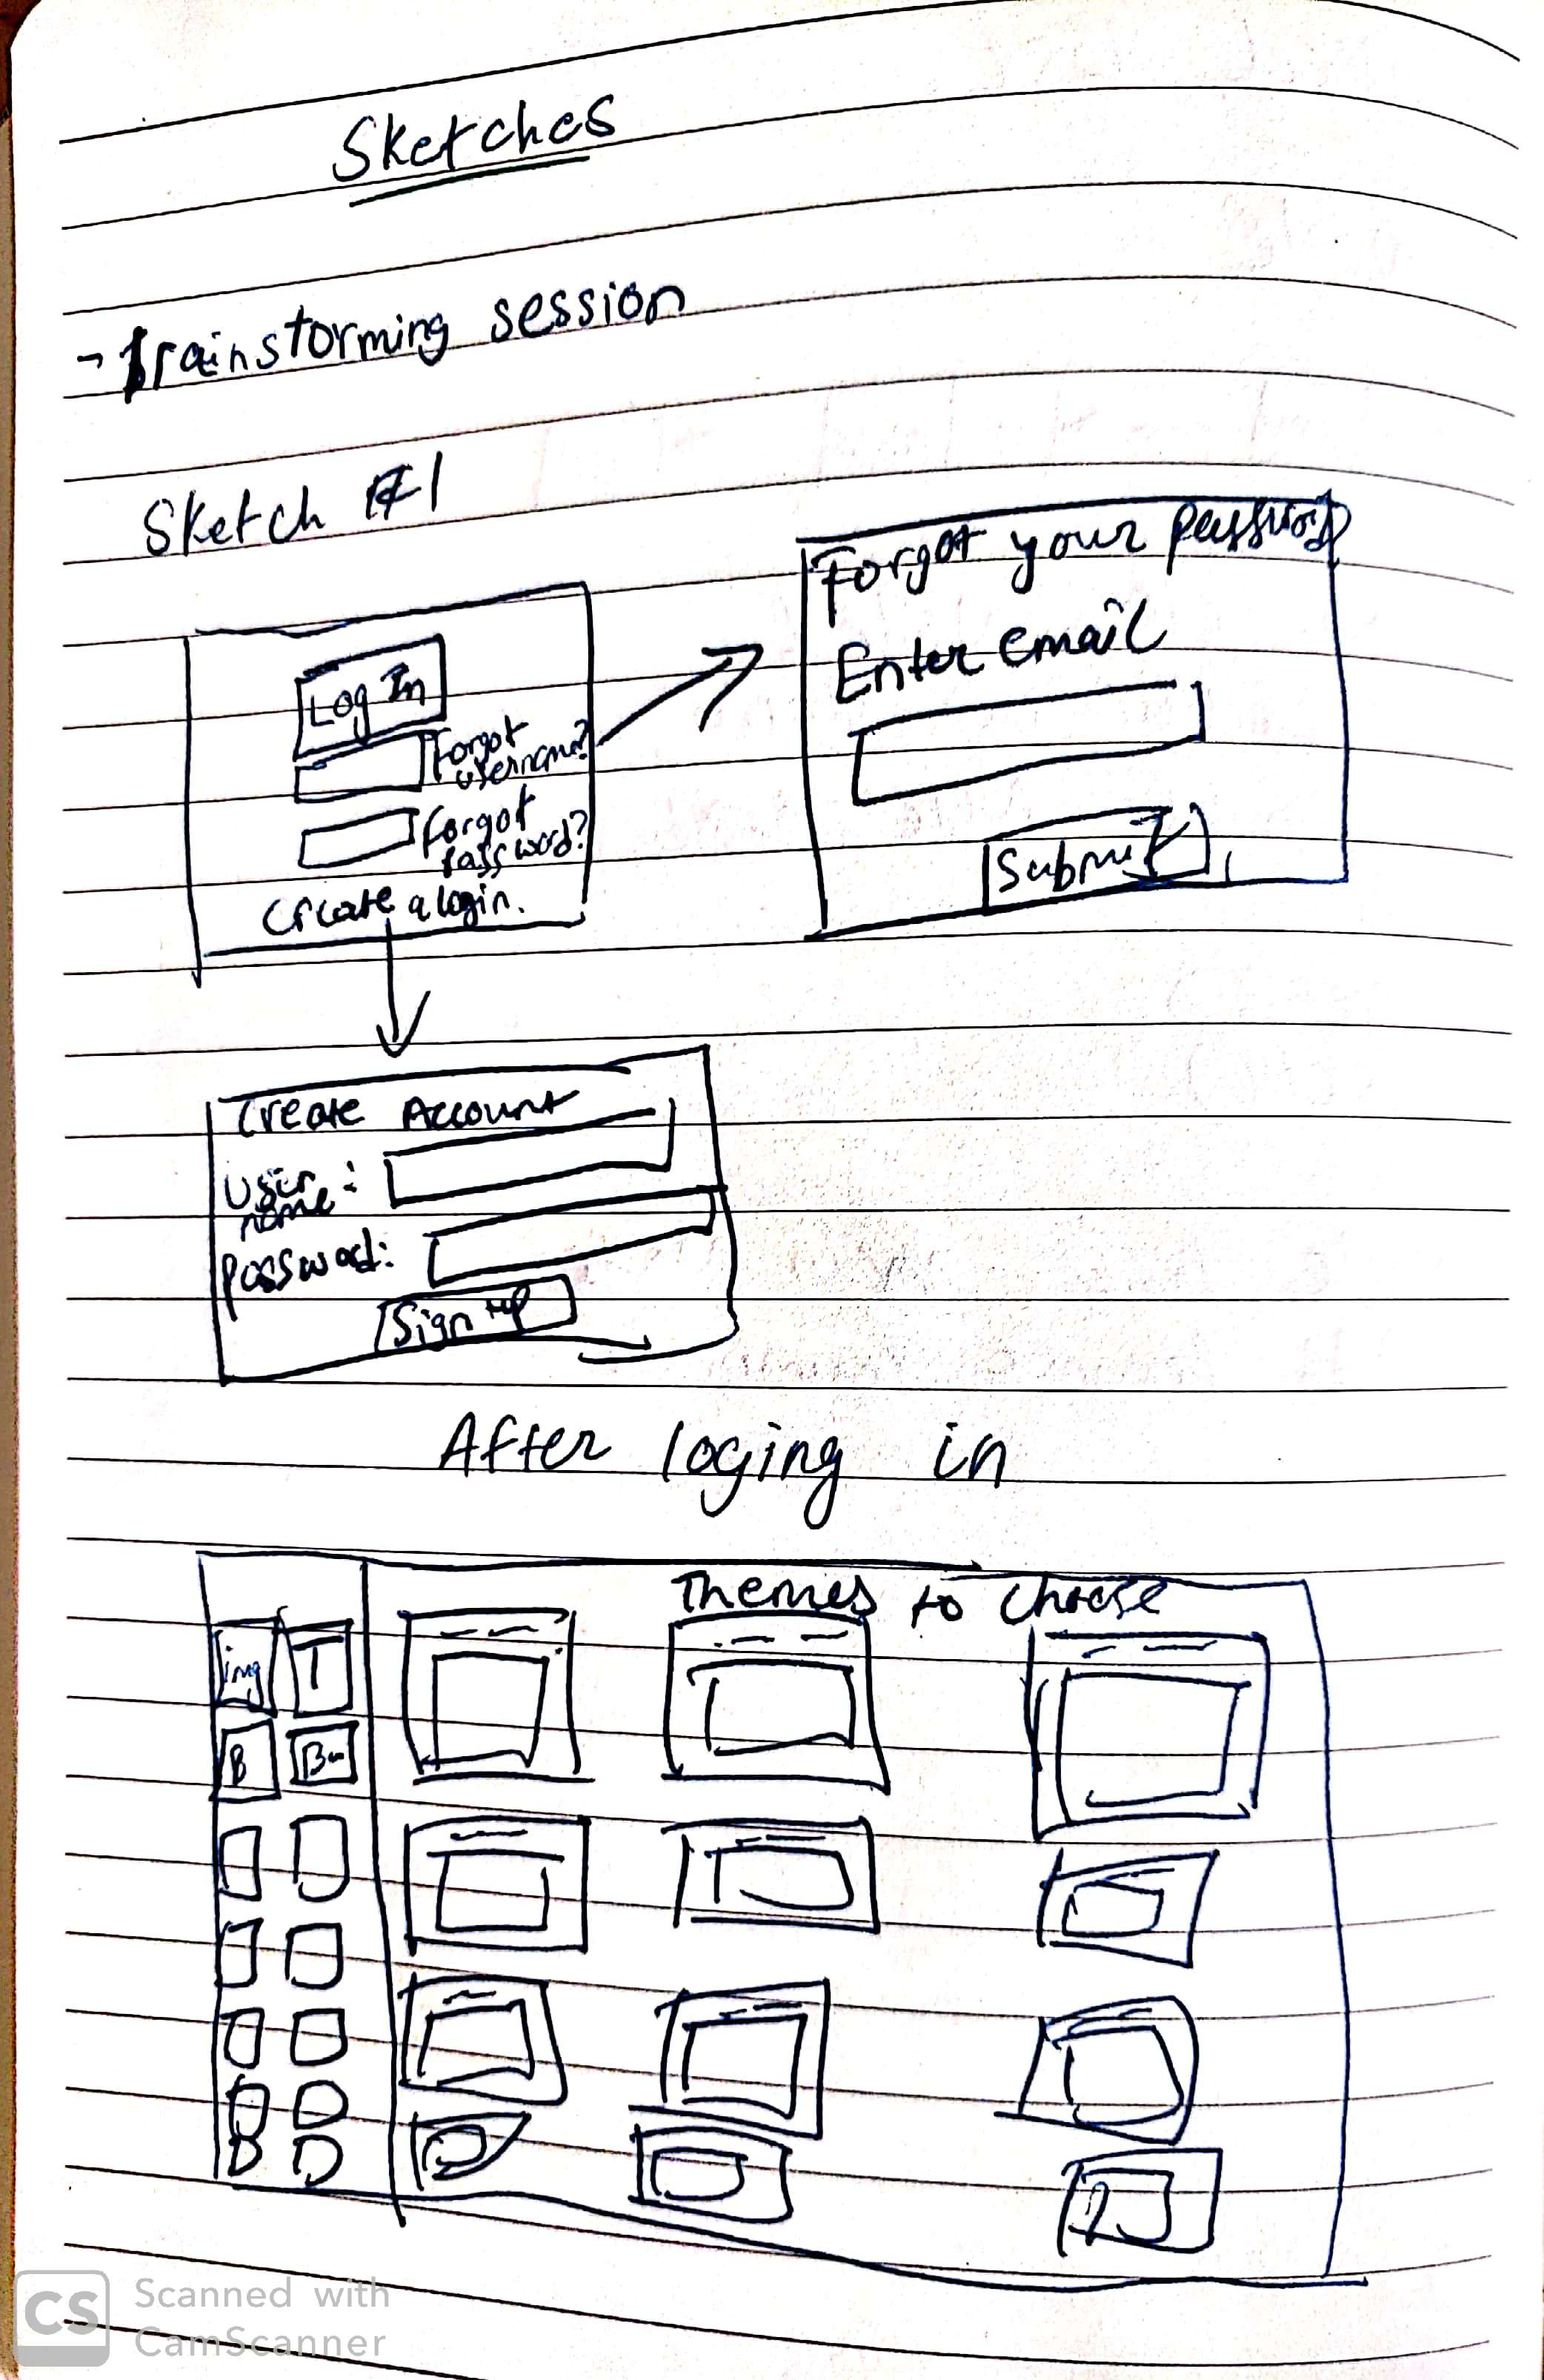 Sketches
→ Brainstorming session
Sketch #1
Log In
Forgot
username?
Forgot
password?
Create a login.
Forgot your password
Enter email
Submit
Create Account
User
name :
Password:
Sign up
After loging in
Themes to choose
img T
B
CS
Scanned with
CamScanner